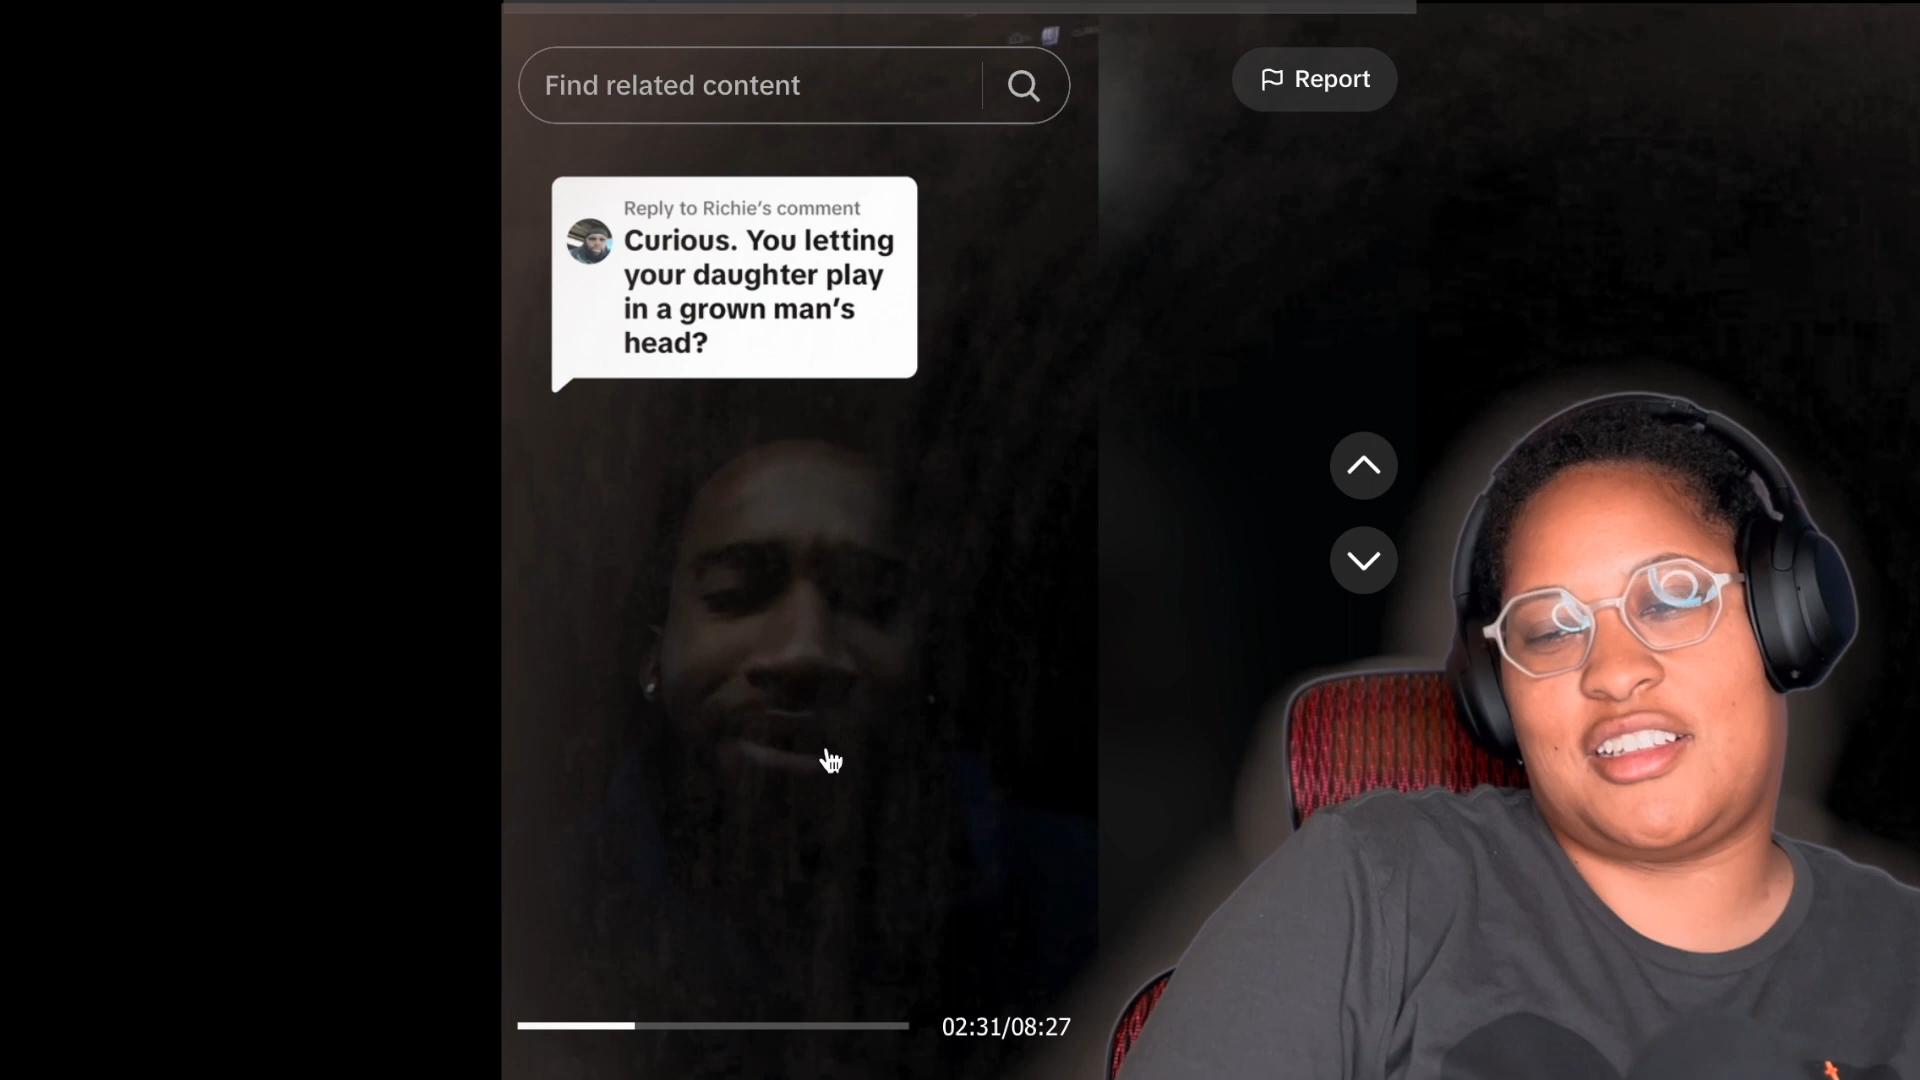 Find related content
Report
Reply to Richie's comment
Curious. You letting
your daughter play
in a grown man's
head?
02:31/08:27